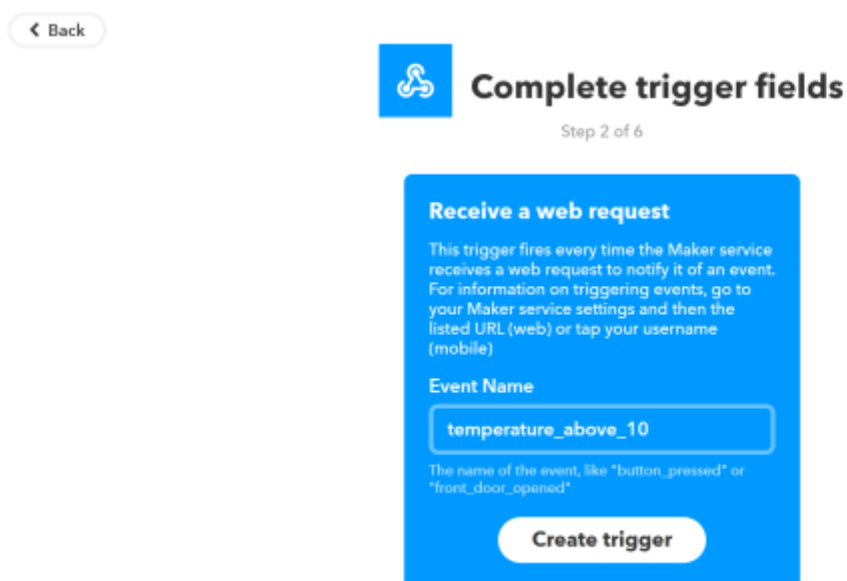 Back
Complete trigger fields
Step 2 of 6
Receive a web request
This trigger fires every time the Maker service
receives a web request to notify it of an event.
For information on triggering events, go to
your Maker service settings and then the
listed URL (web) or tap your username
(mobile)
Event Name
temperature_above_10
The name of the event, like "button_pressed" or
"front_door_opened"
Create trigger